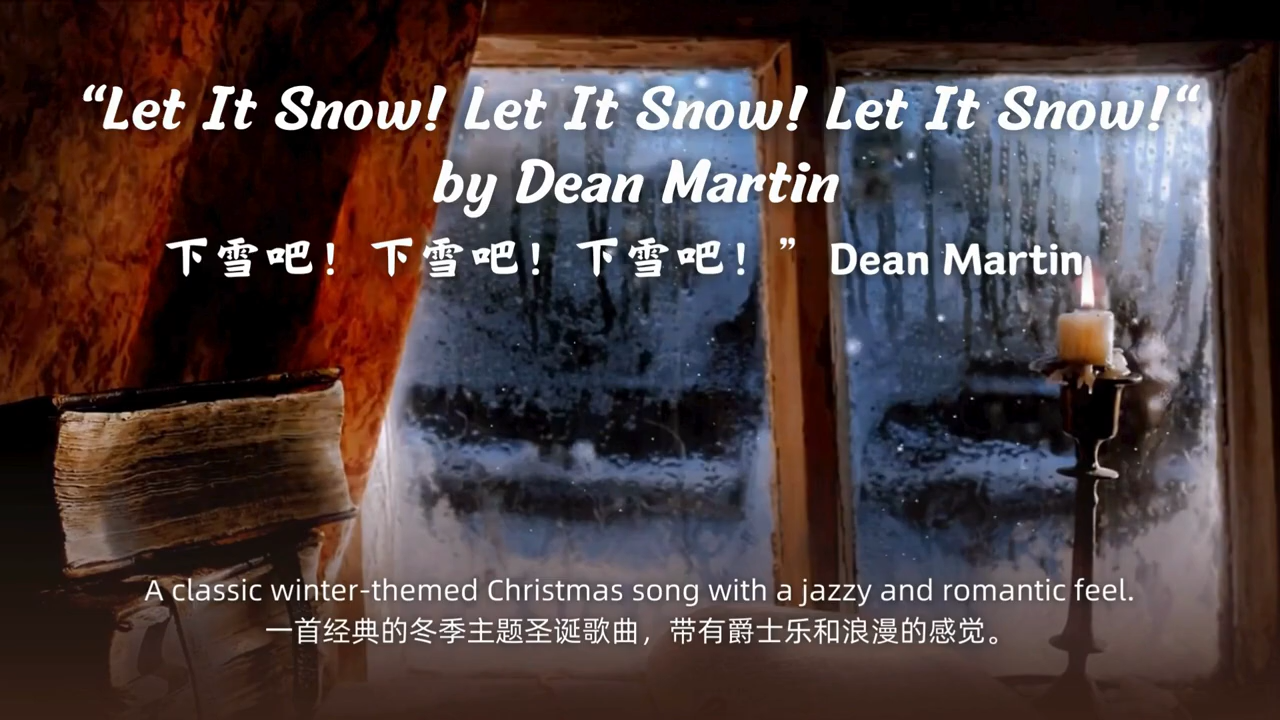 “Let It Snow! Let It Snow! Let It Snow!“
by Dean Martin
下雪吧！下雪吧！下雪吧！” Dean Martin
A classic winter-themed Christmas song with a jazzy and romantic feel.
一首经典的冬季主题圣诞歌曲，带有爵士乐和浪漫的感觉。